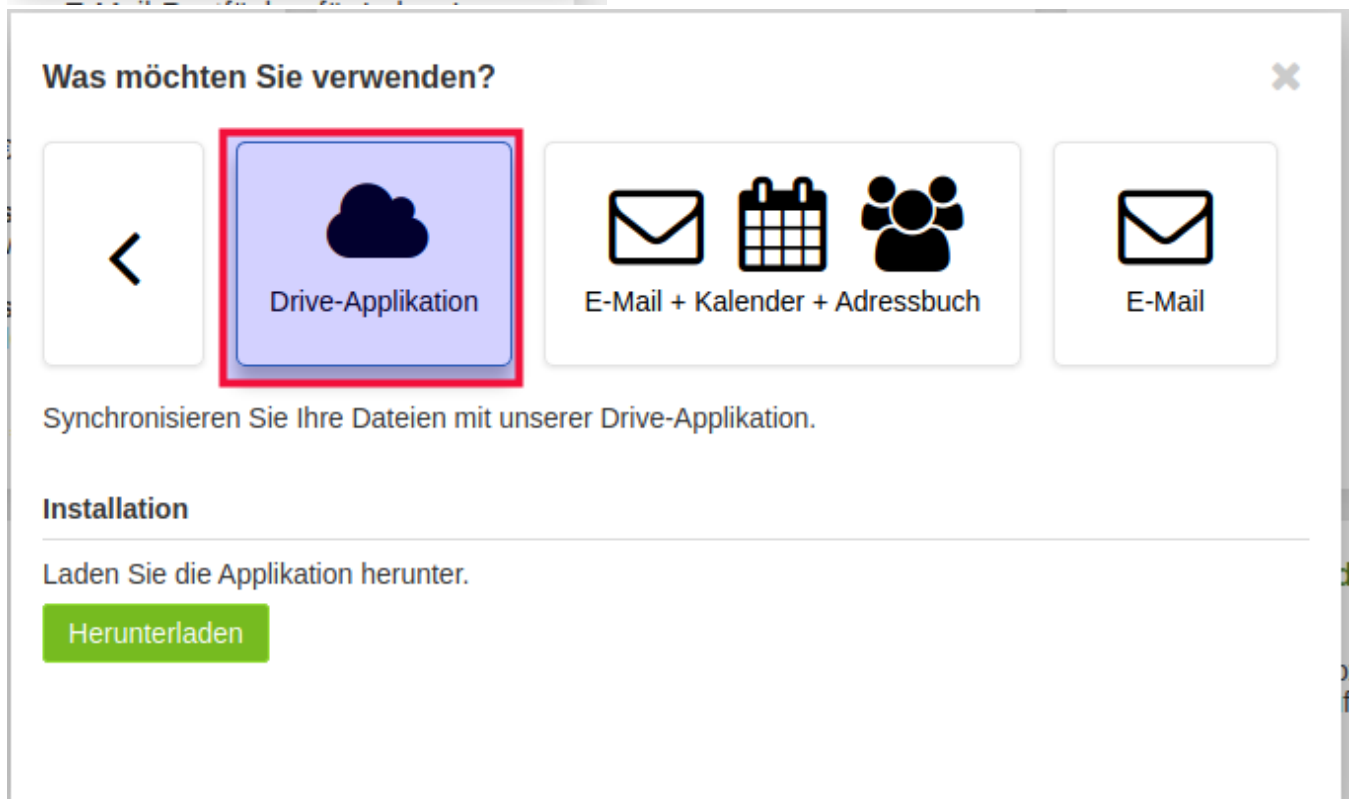 Was möchten Sie verwenden?
Drive-Applikation
E-Mail + Kalender + Adressbuch
E-Mail
Synchronisieren Sie Ihre Dateien mit unserer Drive-Applikation.
Installation
Laden Sie die Applikation herunter.
Herunterladen